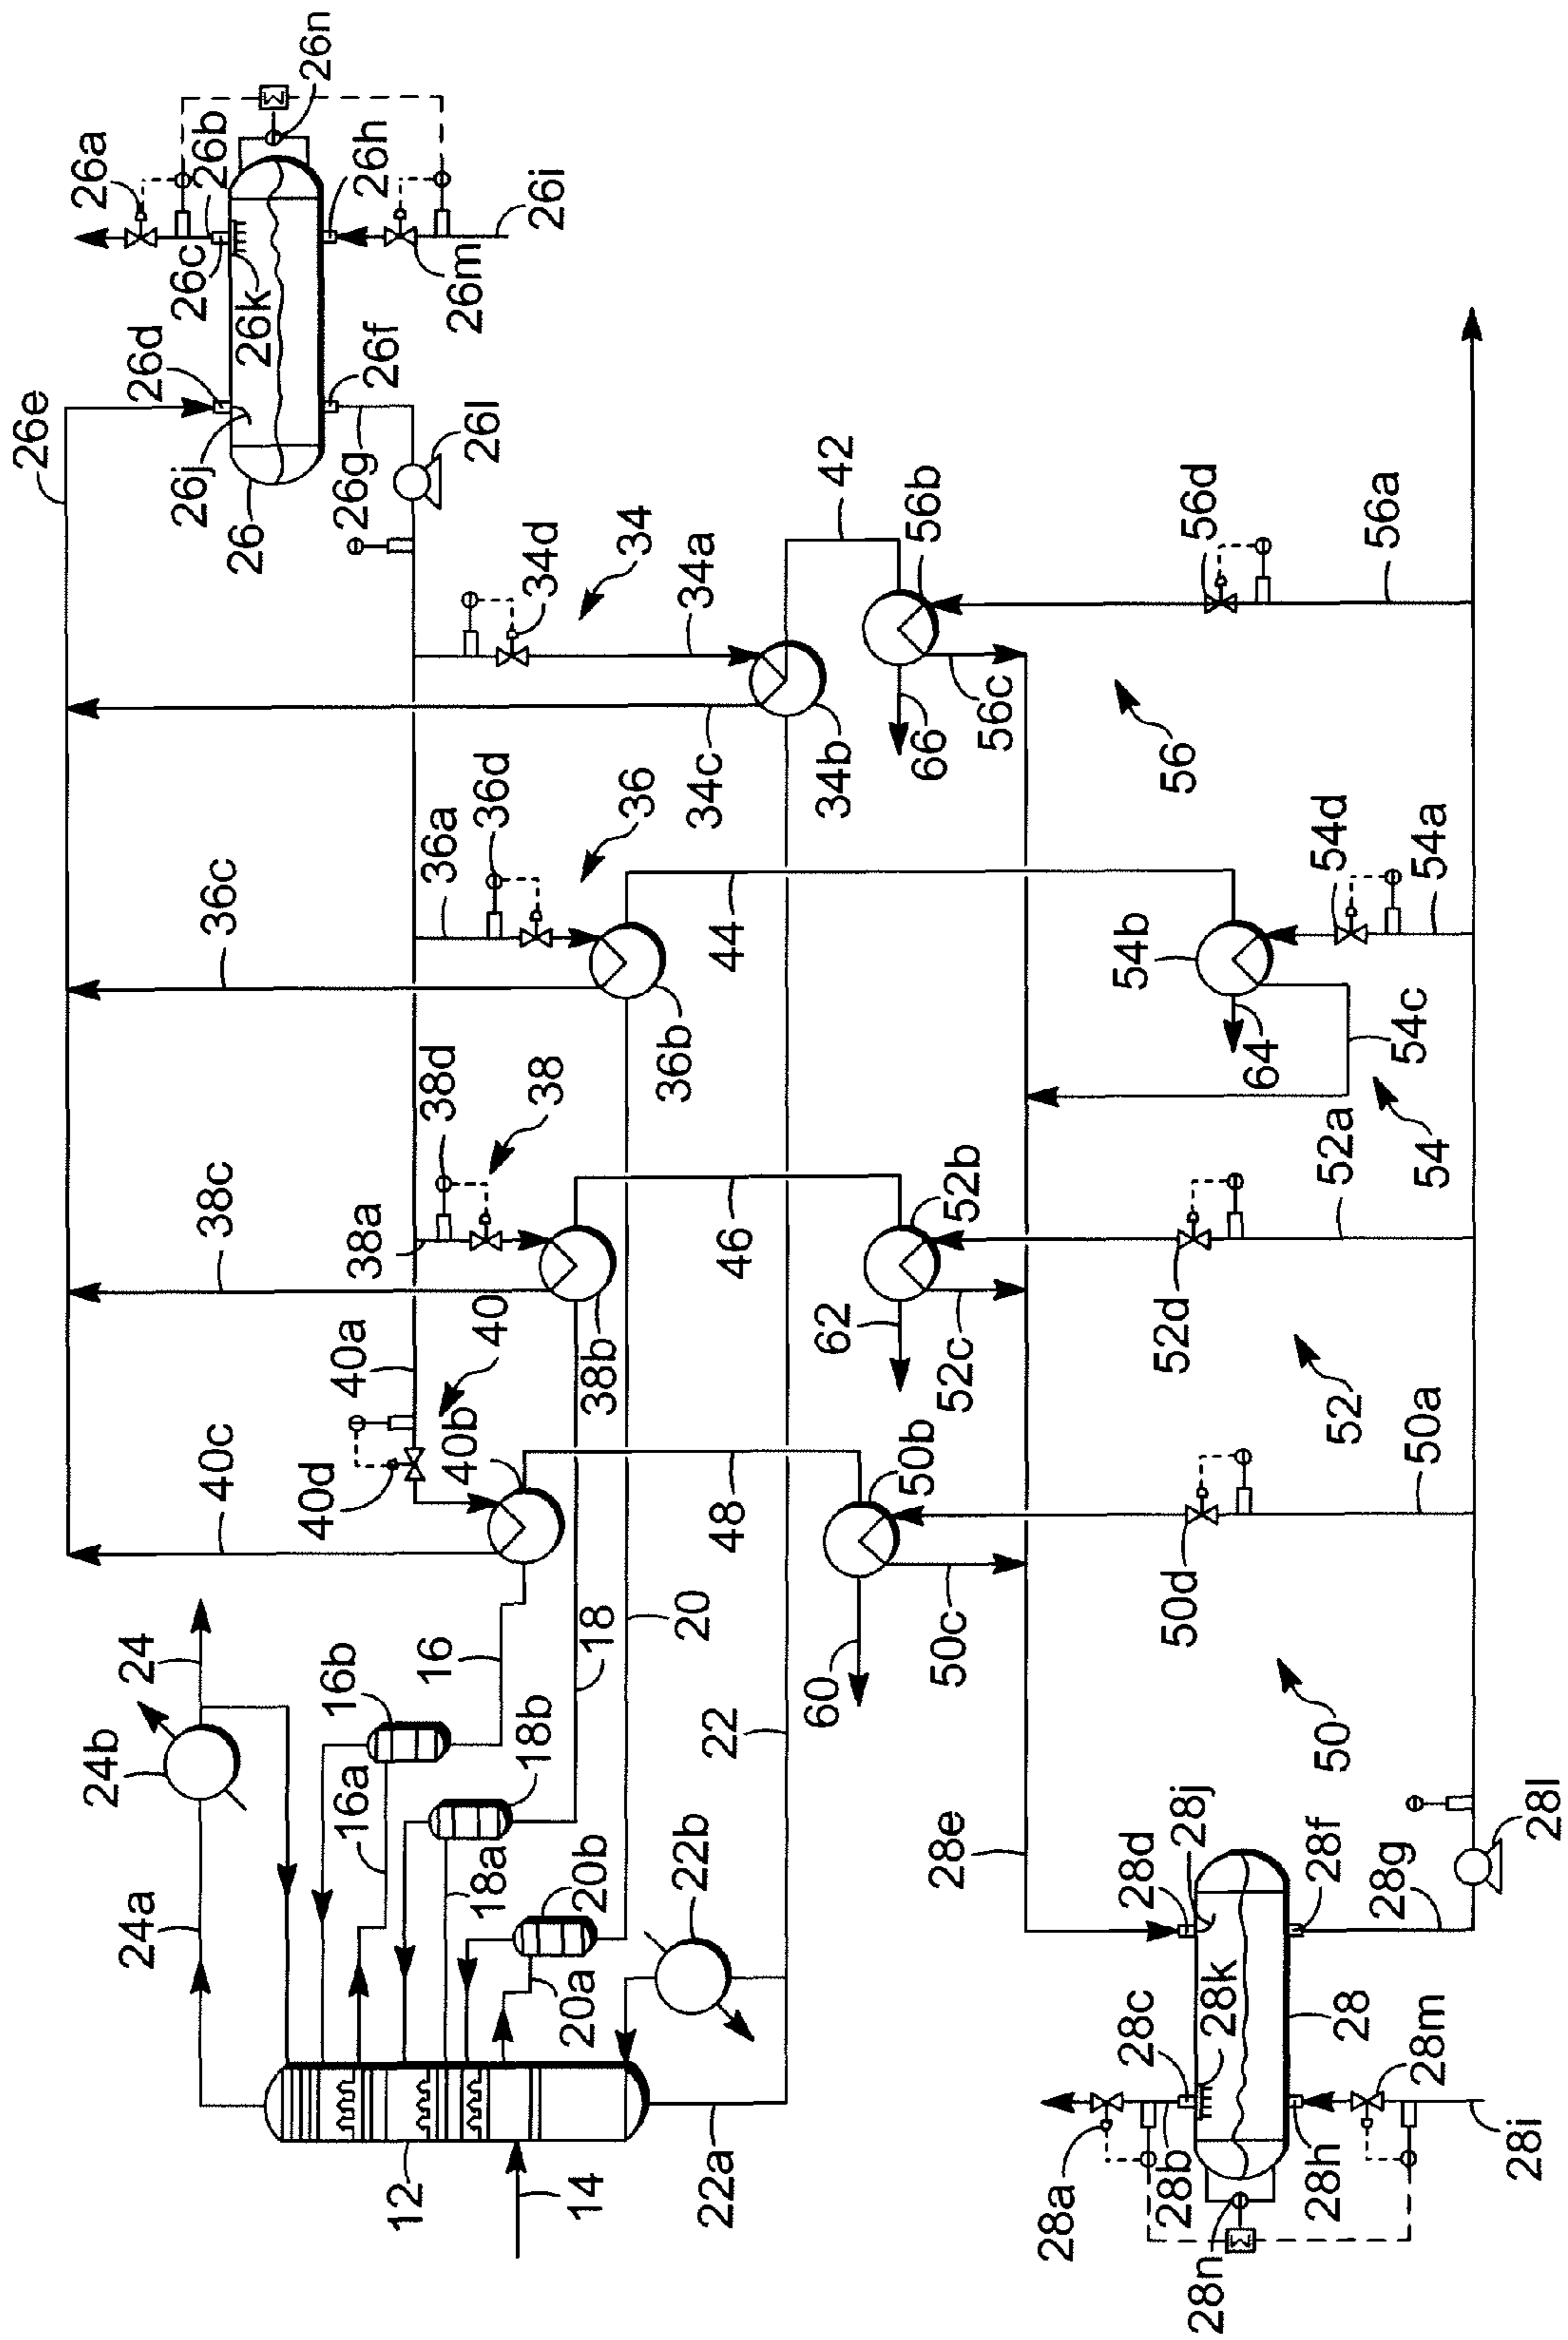 26n
26a
26b
Σ
26h
26i
26c
26k
26m
26d
26f
26e
26j
26l
26g
26
42
56b
34d
34
34a
56d
56a
66
56c
34c
34b
56
36d
36
36a
36c
44
54d
54a
54b
36b
64
54c
38d
38
38c
38a
46
52b
52a
54
40a
40
38b
62
52c
52d
52
40c
40d
40b
48
50b
50a
24
16b
16
18
20
60
50c
50d
24b
18b
22
50
16a
28j
28l
24a
18a
20b
22b
28e
28d
28f
28g
20a
28k
28
28c
28m
12
14
22a
28a
28b
28h
28i
28n
Σ